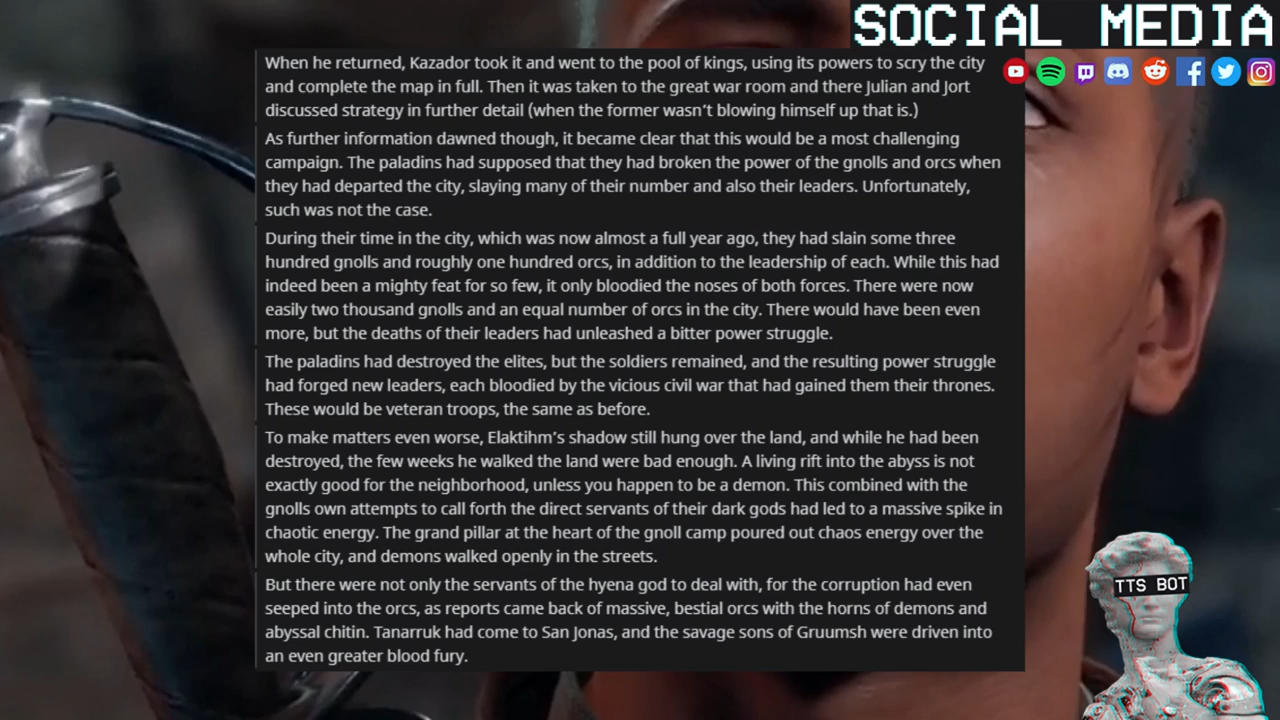 SOCIAL MEDIA
When he returned, Kazador took it and went to the pool of kings, using its powers to scry the city
and complete the map in full. Then it was taken to the great war room and there Julian and Jort
discussed strategy in further detail (when the former wasn't blowing himself up that is.)
As further information dawned though, it became clear that this would be a most challenging
campaign. The paladins had supposed that they had broken the power of the gnolls and orcs when
they had departed the city, slaying many of their number and also their leaders. Unfortunately,
such was not the case.
During their time in the city, which was now almost a full year ago, they had slain some three
hundred gnolls and roughly one hundred orcs, in addition to the leadership of each. While this had
indeed been a mighty feat for so few, it only bloodied the noses of both forces. There were now
easily two thousand gnolls and an equal number of orcs in the city. There would have been even
more, but the deaths of their leaders had unleashed a bitter power struggle.
The paladins had destroyed the elites, but the soldiers remained, and the resulting power struggle
had forged new leaders, each bloodied by the vicious civil war that had gained them their thrones.
These would be veteran troops, the same as before.
To make matters even worse, Elaktihm's shadow still hung over the land, and while he had been
destroyed, the few weeks he walked the land were bad enough. A living rift into the abyss is not
exactly good for the neighborhood, unless you happen to be a demon. This combined with the
gnolls own attempts to call forth the direct servants of their dark gods had led to a massive spike in
chaotic energy. The grand pillar at the heart of the gnoll camp poured out chaos energy over the
whole city, and demons walked openly in the streets.
But there were not only the servants of the hyena god to deal with, for the corruption had even
seeped into the orcs, as reports came back of massive, bestial orcs with the horns of demons and
abyssal chitin. Tanarruk had come to San Jonas, and the savage sons of Gruumsh were driven into
an even greater blood fury.
TTS BOT